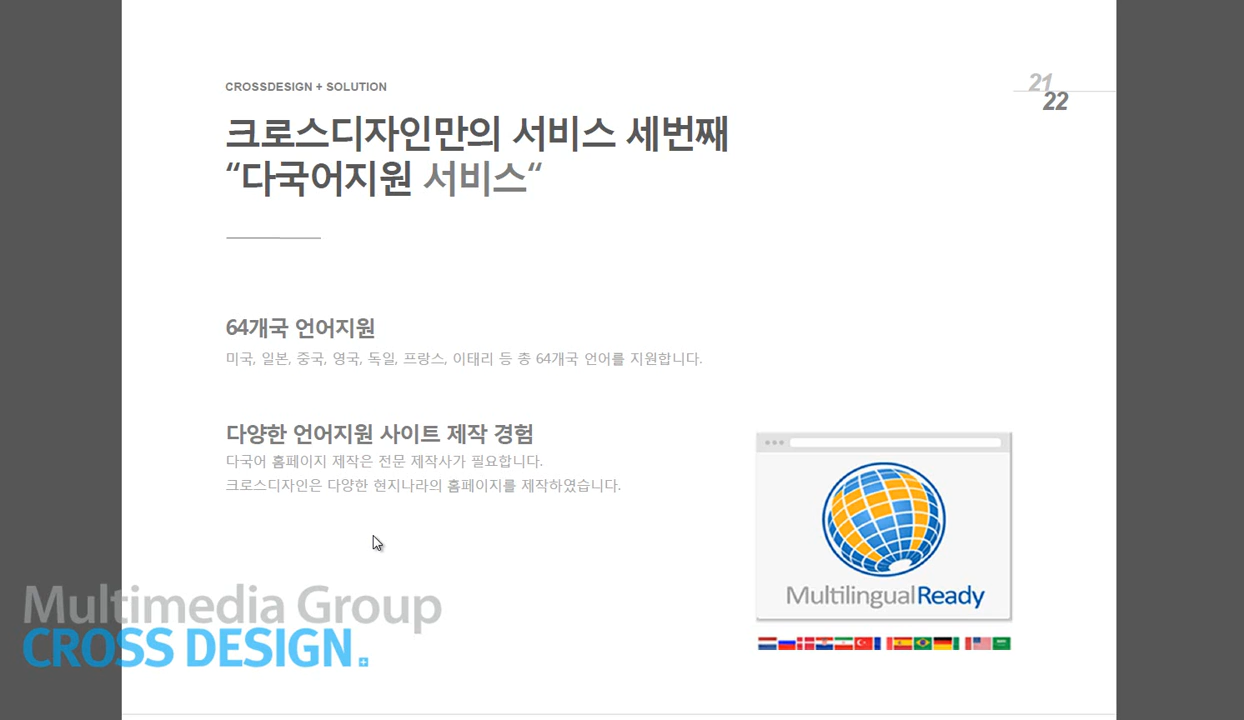 CROSSDESIGN + SOLUTION
21
22
크로스디자인만의 서비스 세번째
“다국어지원 서비스“
64개국 언어지원
미국, 일본, 중국, 영국, 독일, 프랑스, 이태리 등 총 64개국 언어를 지원합니다.
다양한 언어지원 사이트 제작 경험
다국어 홈페이지 제작은 전문 제작사가 필요합니다.
크로스디자인은 다양한 현지나라의 홈페이지를 제작하였습니다.
MultilingualReady
Multimedia Group
CROSS DESIGN.